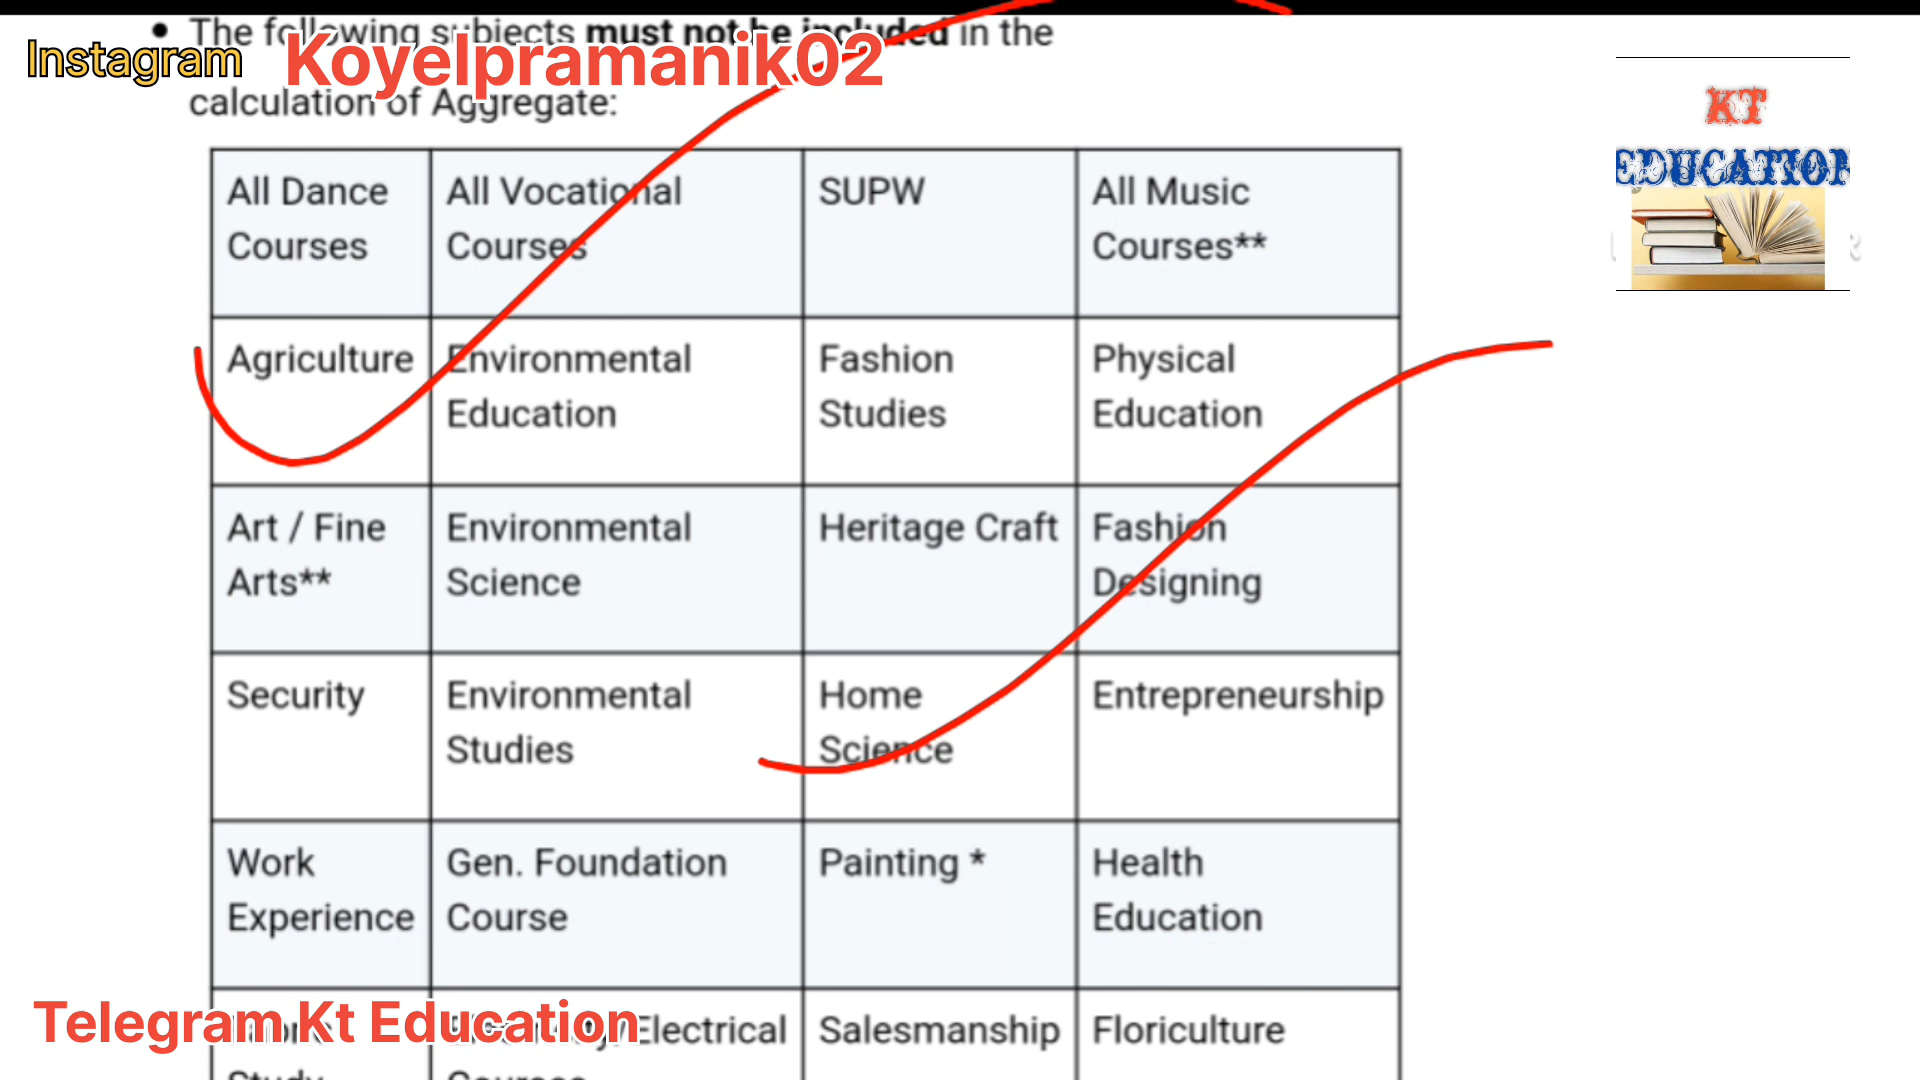 • The following subjects must not be included in the
Instagram Koyelpramanik02
calculation of Aggregate:
KT
EDUCATION
All Dance Courses
All Vocational Courses
SUPW
All Music Courses**
Agriculture
Environmental Education
Fashion Studies
Physical Education
Art / Fine Arts**
Environmental Science
Heritage Craft
Fashion Designing
Security
Environmental Studies
Home Science
Entrepreneurship
Work Experience
Gen. Foundation Course
Painting *
Health Education
Telegram Kt Education
Study
Electrical Courses
Salesmanship
Floriculture